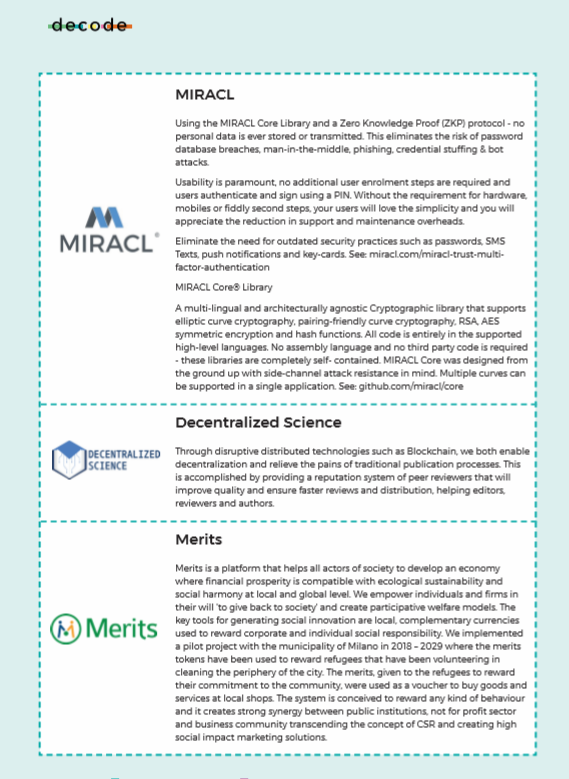 decode
MIRACL
Using the MIRACL Core Library and a Zero Knowledge Proof (ZKP) protocol - no
personal data is ever stored or transmitted. This eliminates the risk of password
database breaches, man-in-the-middle, phishing, credential stuffing & bot
attacks.
Usability is paramount, no additional user enrolment steps are required and
users authenticate and sign using a PIN. Without the requirement for hardware,
mobiles or fiddly second steps, your users will love the simplicity and you will
appreciate the reduction in support and maintenance overheads.
MIRACL®
Eliminate the need for outdated security practices such as passwords, SMS
Texts, push notifications and key-cards. See: miracl.com/miracl-trust-multi-
factor-authentication
MIRACL Core® Library
A multi-lingual and architecturally agnostic Cryptographic library that supports
elliptic curve cryptography, pairing-friendly curve cryptography, RSA, AES
symmetric encryption and hash functions. All code is entirely in the supported
high-level languages. No assembly language and no third party code is required
- these libraries are completely self- contained. MIRACL Core was designed from
the ground up with side-channel attack resistance in mind. Multiple curves can
be supported in a single application. See: github.com/miracl/core
Decentralized Science
DECENTRALIZED
SCIENCE
Through disruptive distributed technologies such as Blockchain, we both enable
decentralization and relieve the pains of traditional publication processes. This
is accomplished by providing a reputation system of peer reviewers that will
improve quality and ensure faster reviews and distribution, helping editors,
reviewers and authors.
Merits
Merits is a platform that helps all actors of society to develop an economy
where financial prosperity is compatible with ecological sustainability and
social harmony at local and global level. We empower individuals and firms in
their will 'to give back to society' and create participative welfare models. The
key tools for generating social innovation are local, complementary currencies
used to reward corporate and individual social responsibility. We implemented
a pilot project with the municipality of Milano in 2018 – 2029 where the merits
tokens have been used to reward refugees that have been volunteering in
cleaning the periphery of the city. The merits, given to the refugees to reward
their commitment to the community, were used as a voucher to buy goods and
services at local shops. The system is conceived to reward any kind of behaviour
and it creates strong synergy between public institutions, not for profit sector
and business community transcending the concept of CSR and creating high
social impact marketing solutions.
Merits